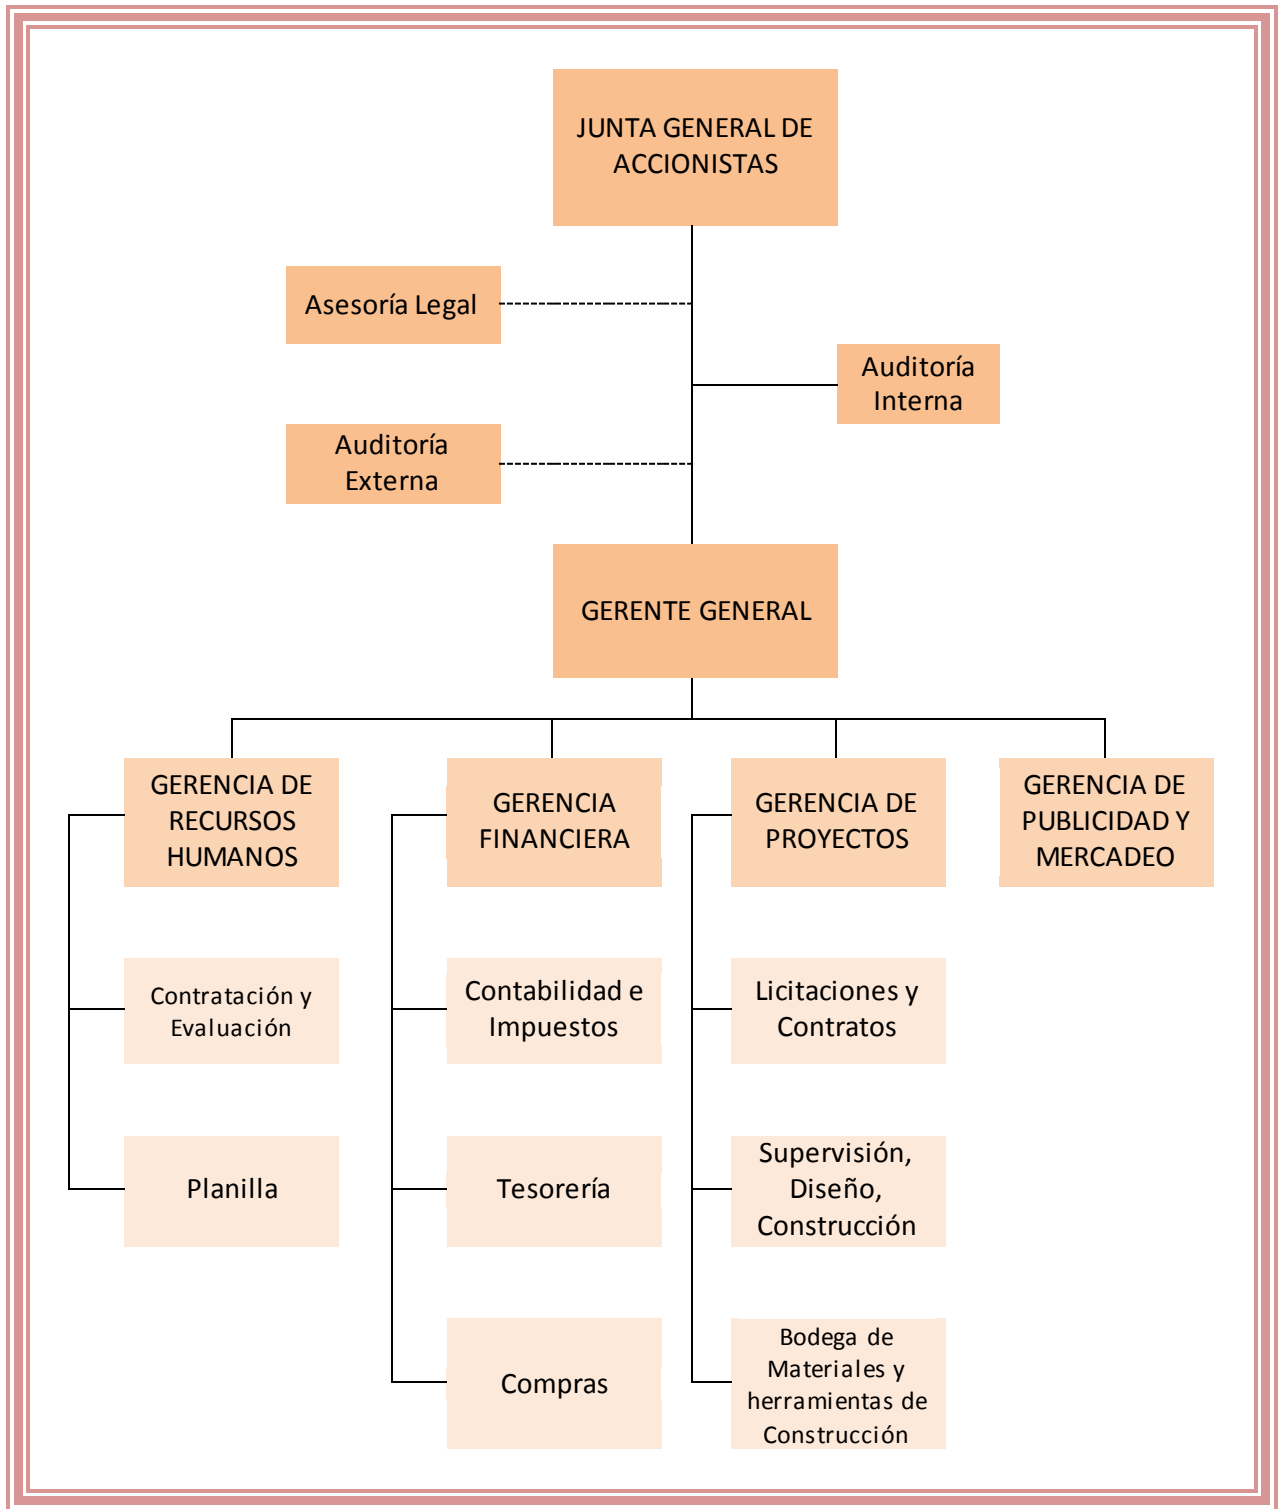 JUNTA GENERAL DE
ACCIONISTAS
Asesoría Legal
Auditoría
Interna
Auditoría
Externa
GERENTE GENERAL
GERENCIA DE
RECURSOS
HUMANOS
GERENCIA
FINANCIERA
GERENCIA DE
PROYECTOS
GERENCIA DE
PUBLICIDAD Y
MERCADEO
Contratación y
Evaluación
Contabilidad e
Impuestos
Licitaciones y
Contratos
Planilla
Tesorería
Supervisión,
Diseño,
Construcción
Compras
Bodega de
Materiales y
herramientas de
Construcción